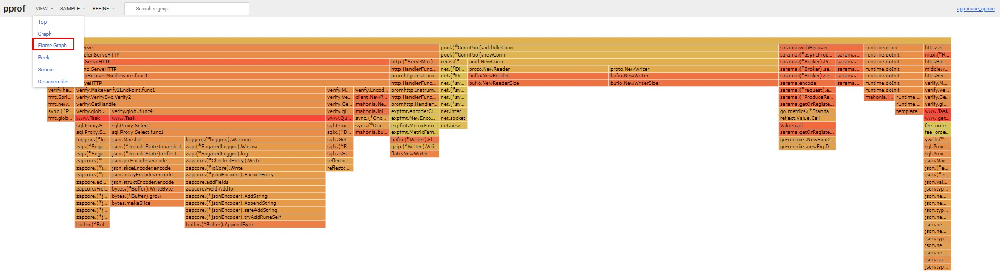 pprof VIEW SAMPLE REFINE Search regexp app inuse_space
Top
Graph
Flame Graph
Peek
Source
Disassemble
erve pool.(*ConnPool).addIdleConn sarama.withRecover runtime.main http.ser...
dler.ServeHTTP pool.(*ConnPool).newConn sarama.(*asyncProd... sarama.... runtime.doInit mux.(*R...
.ServeHTTP http.(*ServeMux)... redis.(*... pool.NewConn sarama.(*Broker).Pr... sarama.... runtime.doInit http.Han...
nc.ServeHTTP http.HandlerFunc.... net.(*Di... proto.NewReader proto.NewWriter sarama.(*Broker).se... sarama.... runtime.doInit middlew...
tpRecoverMiddleware.func1 promhttp.Instrum... net.(*Di... bufio.NewReader bufio.NewWriter sarama.(*Broker).se... sarama.... runtime.doInit http.Ser...
rveHTTP http.HandlerFunc.... net.(*sy... bufio.NewReaderSize bufio.NewWriterSize sarama.encode sarama.... runtime.doInit verify.M...
verify.he... verify.MakeVerify2EndPoint.func1 verify.M... verify.Encod... promhttp.Instrum... net.(*sy... sarama.(*request).e... runtime.doInit verify.Ve...
fmt.Spri... verify.VerifySvc.Verify2 verify.Ve... client.NewR... http.HandlerFunc.... net.(*sy... sarama.(*ProduceRe... mahonia.i... runtime.... verify.Ge...
fmt.new... verify.GetHandle verify.Ge... mahonia.Ne... promhttp.Handler... net.(*sy... sarama.getOrRegiste... runtime.... verify.gl...
sync.(*P... verify.glob.... verify.glob..func4 verify.gl... mahonia.ini... expfmt.encoderCl... net.inter... go-metrics.(*Standa... template... www.Task
fmt.glob... www.Task www.Task www.Qu... sync.(*Onc... expfmt.NewEnco... net.socket reflect.Value.Call www.get...
sql.Proxy.S... sql.Proxy.Select sql.Prox... sync.(*Onc... expfmt.MetricFam... net.new... Value.call fee_orde...
sql.Proxy.S... sql.Proxy.Select.func1 sqlx.(*D... mahonia.bu... expfmt.MetricFam... sarama.getOrRegiste... fee_orde...
logging.(*lo... json.Marshal logging.(*logging).Warning sqlx.Get bufio.(*Writer).Fl... go-metrics.NewExpD... ywdb.(*...
zap.(*Suga... json.(*encodeState).marshal zap.(*SugaredLogger).Warnw sqlx.(*R... gzip.(*Writer).Wri... go-metrics.newExpD... sql.Prox...
zap.(*Suga... json.(*encodeState).reflect... zap.(*SugaredLogger).log sqlx.isSc... flate.NewWriter sql.Prox...
zapcore.(*... json.ptrEncoder.encode zapcore.(*CheckedEntry).Write reflectx.... json.Mar...
zapcore.(*i... json.sliceEncoder.encode zapcore.(*ioCore).Write reflectx.... json.(*e...
zapcore.(*j... json.arrayEncoder.encode zapcore.(*jsonEncoder).EncodeEntry json.(*e...
zapcore.ad... json.structEncoder.encode zapcore.addFields json.val...
zapcore.Fiel... bytes.(*Buffer).WriteByte zapcore.Field.AddTo json.typ...
zapcore.(*j... bytes.(*Buffer).grow zapcore.(*jsonEncoder).AddString json.ne...
zapcore.(*j... bytes.makeSlice zapcore.(*jsonEncoder).AppendString json.ne...
zapcore.(*j... zapcore.(*jsonEncoder).safeAddString json.typ...
zapcore.(*j... zapcore.(*jsonEncoder).tryAddRuneSelf json.ne...
buffer.(*Buf... buffer.(*Buffer).AppendByte json.ne...
json.ne...
json.typ...
json.ne...
json.ne...
json.cac...
json.typ...